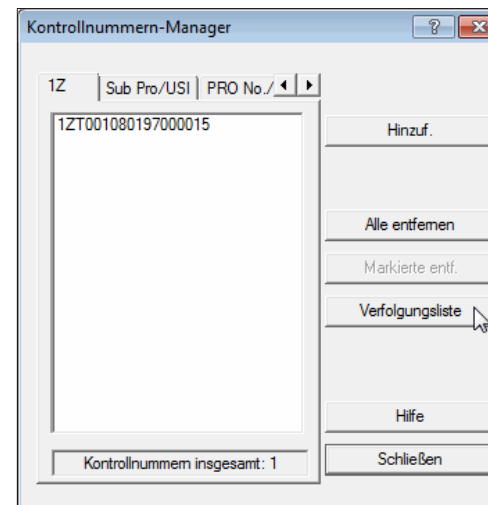 Kontrollnummern-Manager
1Z
Sub Pro/USI
PRO No./
1ZT001080197000015
Hinzuf.
Alle entfernen
Markierte entf.
Verfolgungsliste
Hilfe
Kontrollnummern insgesamt: 1
Schließen